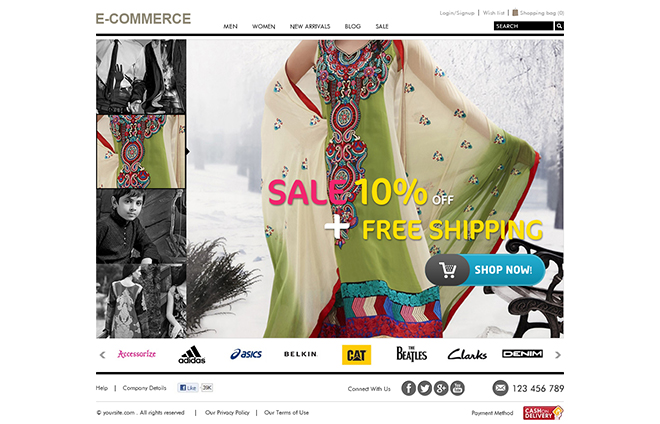 E-COMMERCE
Login/Signup | Wish list | Shopping bag (0)
MEN WOMEN NEW ARRIVALS BLOG SALE
SEARCH
SALE 10% OFF
+ FREE SHIPPING
SHOP NOW!
Accessorize adidas asics BELKIN CAT THE BEATLES Clarks DENIM
Help | Company Details Like 39K
Connect With Us
You Tube
123 456 789
© yoursite.com . All rights reserved | Our Privacy Policy | Our Terms of Use
Payment Method
CASH ON DELIVERY